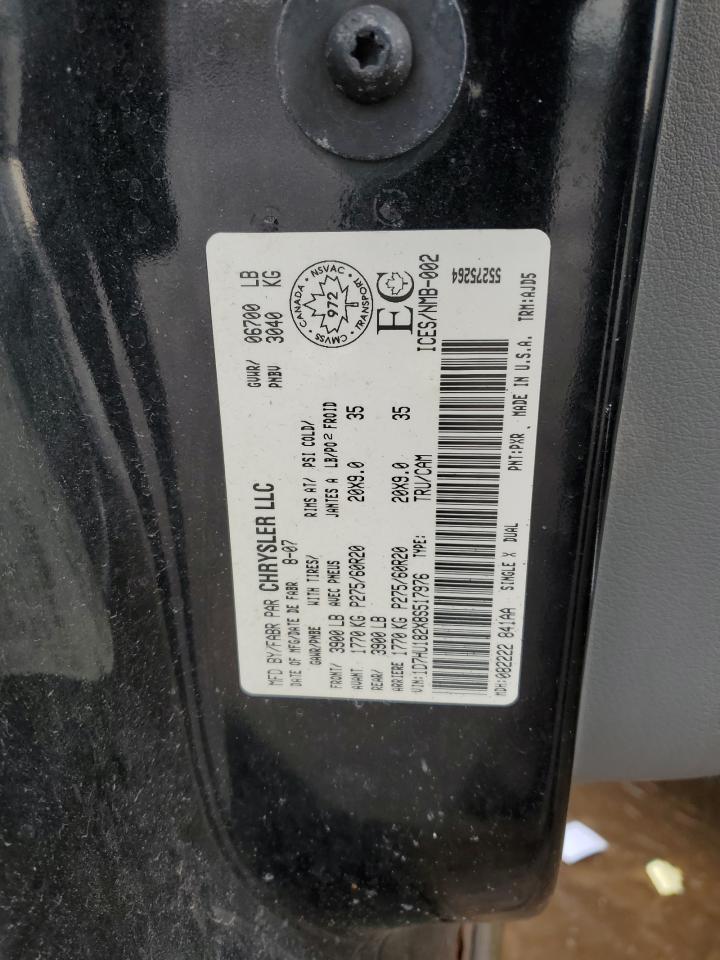 MFD BY/FABR PAR CHRYSLER LLC
DATE OF MFG/DATE DE FABR 8-07
GVWR/ 06700 LB
PNBV 3040 KG
GAWR/PNBE WITH TIRES/ RIMS AT/ PSI COLD/
AVEC PNEUS JANTES A LB/PO² FROID
FRONT/ 3900 LB
AVANT 1770 KG P275/60R20 20X9.0 35
REAR/ 3900 LB
ARRIERE 1770 KG P275/60R20 20X9.0 35
CANADA · NSVAC · TRANSPORT · CMVSS
972
EC
VIN:1D7HU182X8S517976 TYPE: TRU/CAM
ICES/NMB-002
MDH:082222 841AA SINGLE X DUAL
55275264
PNT:PXR MADE IN U.S.A. TRM:AJD5